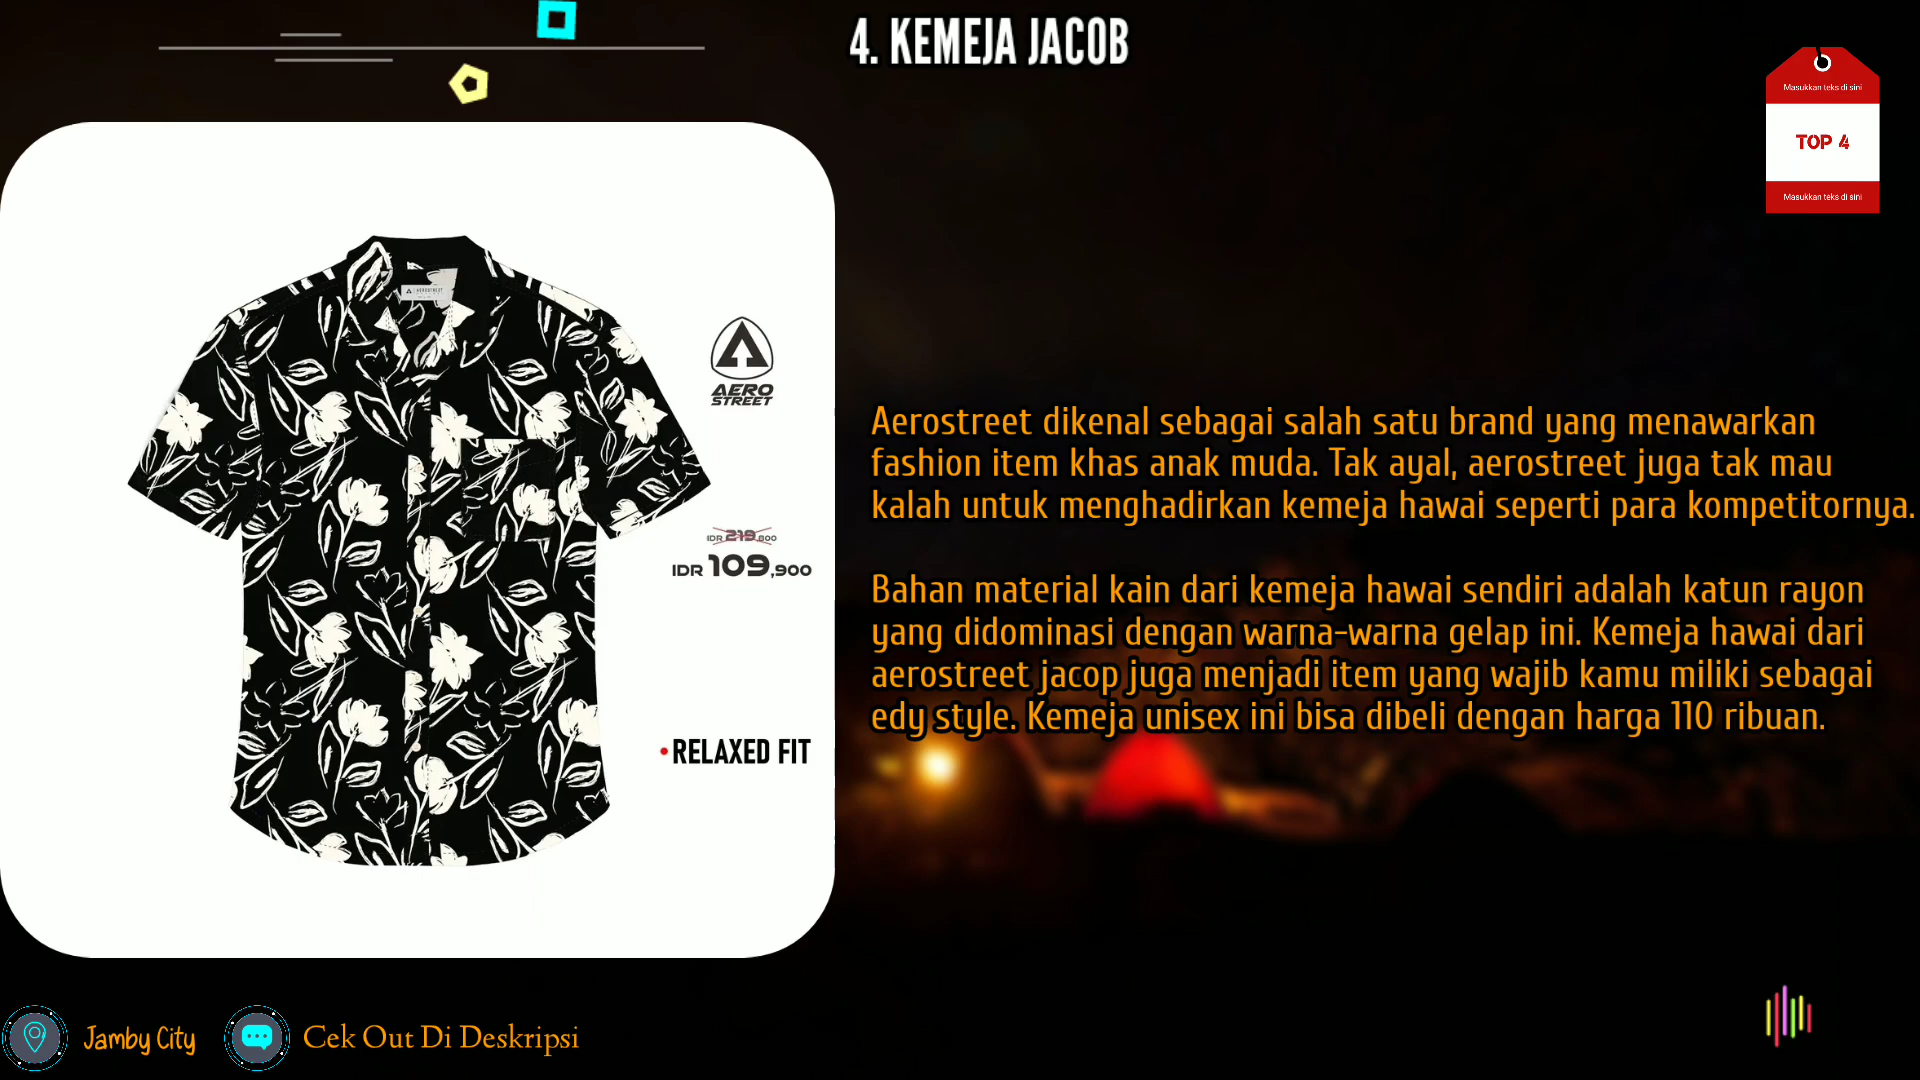 4. KEMEJA JACOB
Masukkan teks di sini
TOP 4
Masukkan teks di sini
AEROSTREET
AERO
STREET
IDR 219,800
IDR 109,900
• RELAXED FIT
Aerostreet dikenal sebagai salah satu brand yang menawarkan
fashion item khas anak muda. Tak ayal, aerostreet juga tak mau
kalah untuk menghadirkan kemeja hawai seperti para kompetitornya.
Bahan material kain dari kemeja hawai sendiri adalah katun rayon
yang didominasi dengan warna-warna gelap ini. Kemeja hawai dari
aerostreet jacop juga menjadi item yang wajib kamu miliki sebagai
edy style. Kemeja unisex ini bisa dibeli dengan harga 110 ribuan.
Jamby City
Cek Out Di Deskripsi